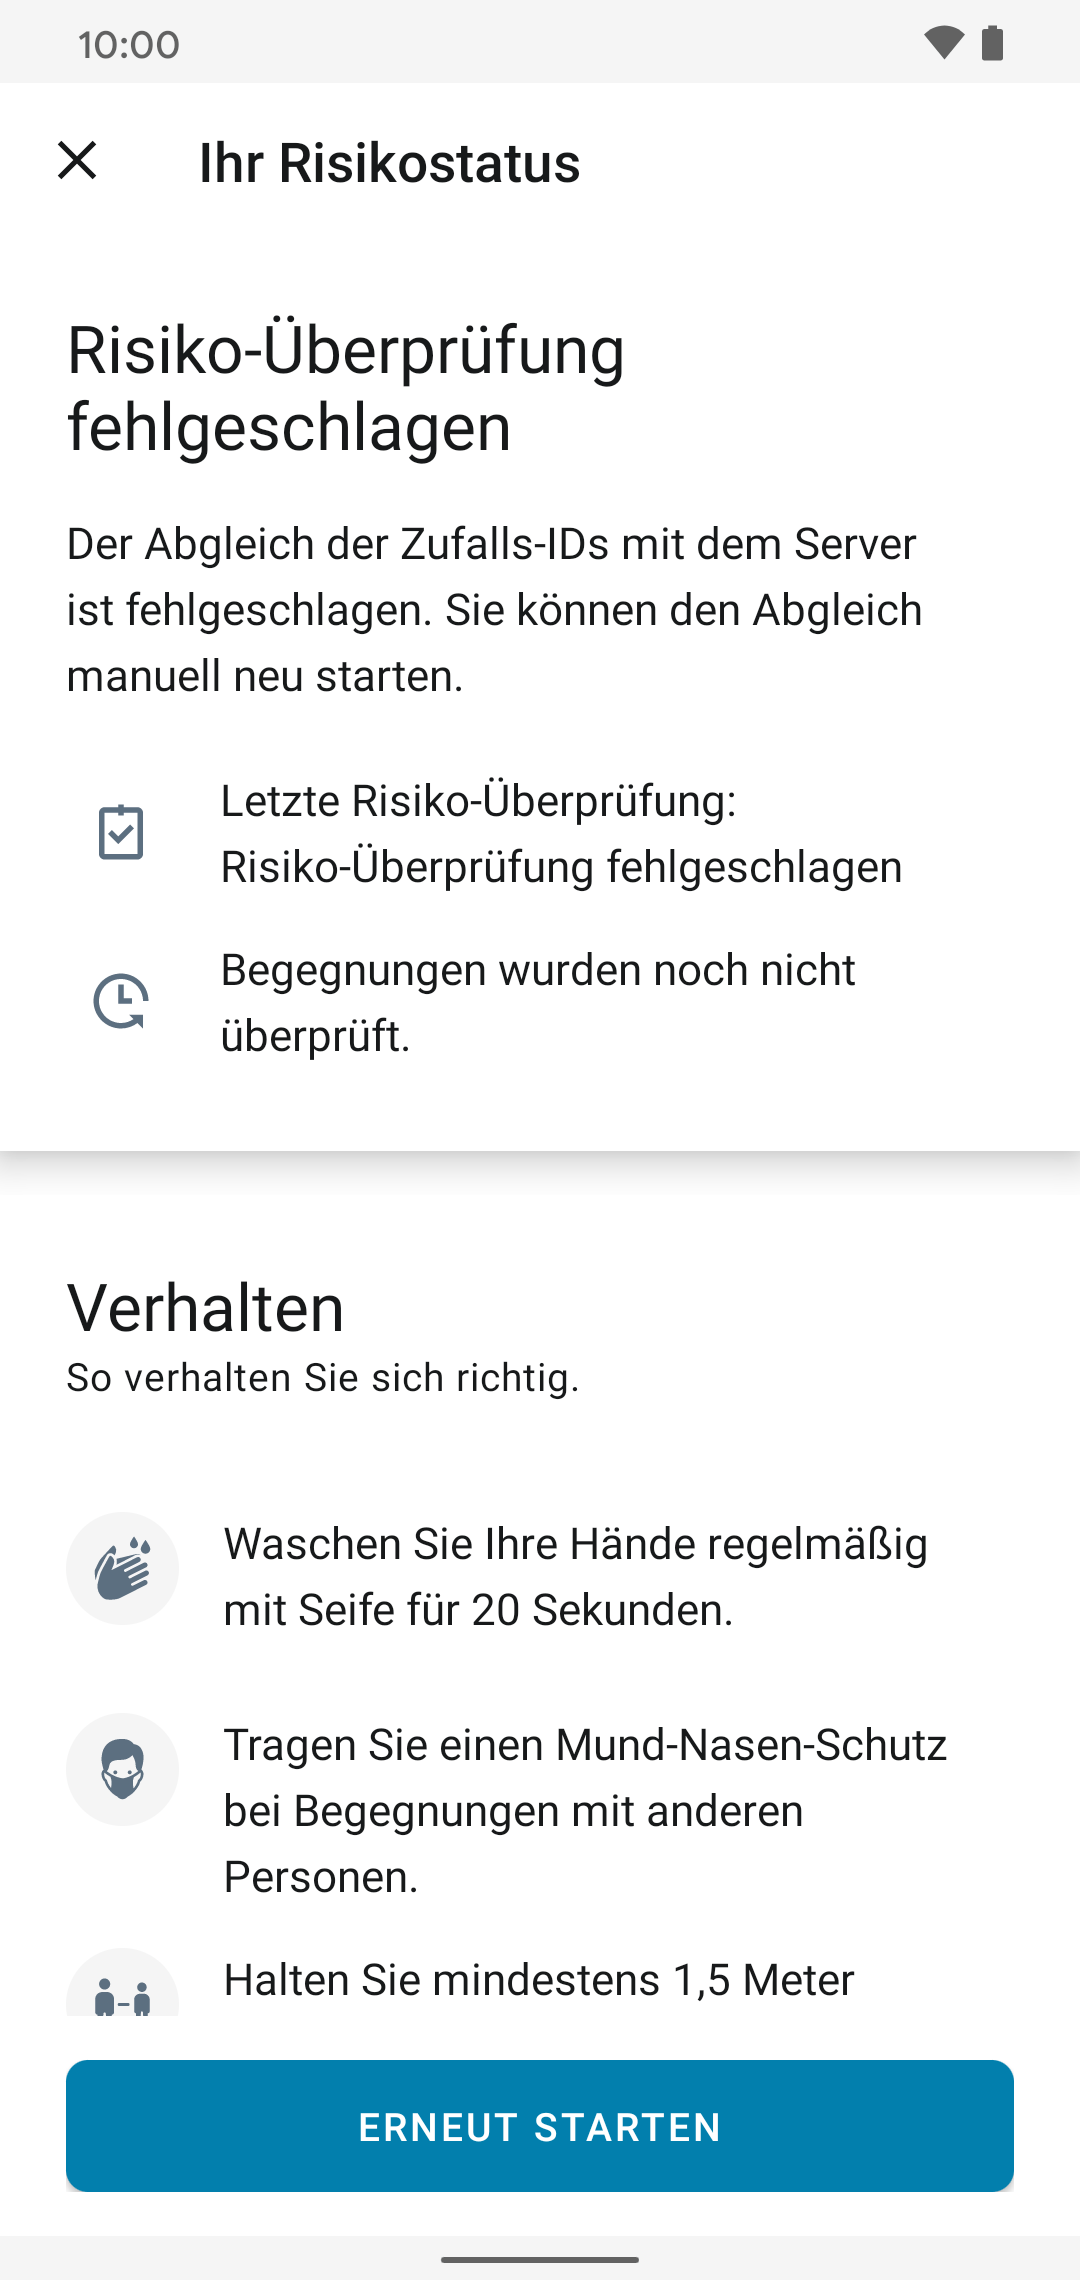 10:00
Ihr Risikostatus
Risiko-Überprüfung
fehlgeschlagen
Der Abgleich der Zufalls-IDs mit dem Server
ist fehlgeschlagen. Sie können den Abgleich
manuell neu starten.
Letzte Risiko-Überprüfung:
Risiko-Überprüfung fehlgeschlagen
Begegnungen wurden noch nicht
überprüft.
Verhalten
So verhalten Sie sich richtig.
Waschen Sie Ihre Hände regelmäßig
mit Seife für 20 Sekunden.
Tragen Sie einen Mund-Nasen-Schutz
bei Begegnungen mit anderen
Personen.
Halten Sie mindestens 1,5 Meter
ERNEUT STARTEN